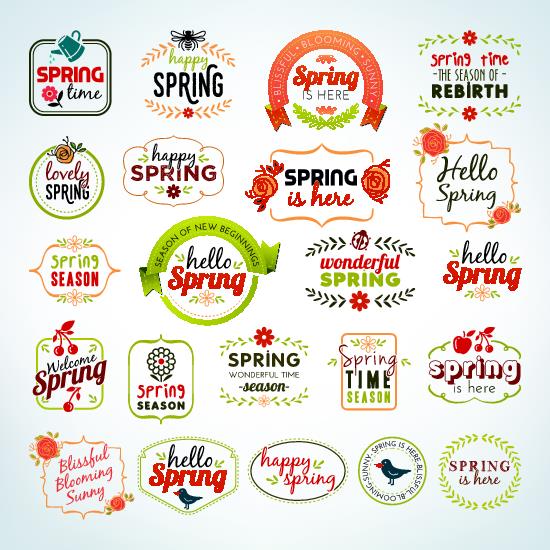 SPRING
time
happy
SPRING
BLISSFUL • BLOOMING • SUNNY
Spring
IS HERE
spring time
-THE SEASON OF-
REBIRTH
lovely
SPRING
happy
SPRING
SPRING
is here
Hello
Spring
spring
SEASON
SEASON OF NEW BEGINNINGS
hello
Spring
wonderful
SPRING
hello
Spring
Welcome
Spring
spring
SEASON
SPRING
WONDERFUL TIME
-season-
Spring
TIME
SEASON
spring
is here
Blissful
Blooming
Sunny
hello
Spring
happy
spring
SPRING IS HERE • BLISSFUL • BLOOMING • SUNNY •
SPRING
is here